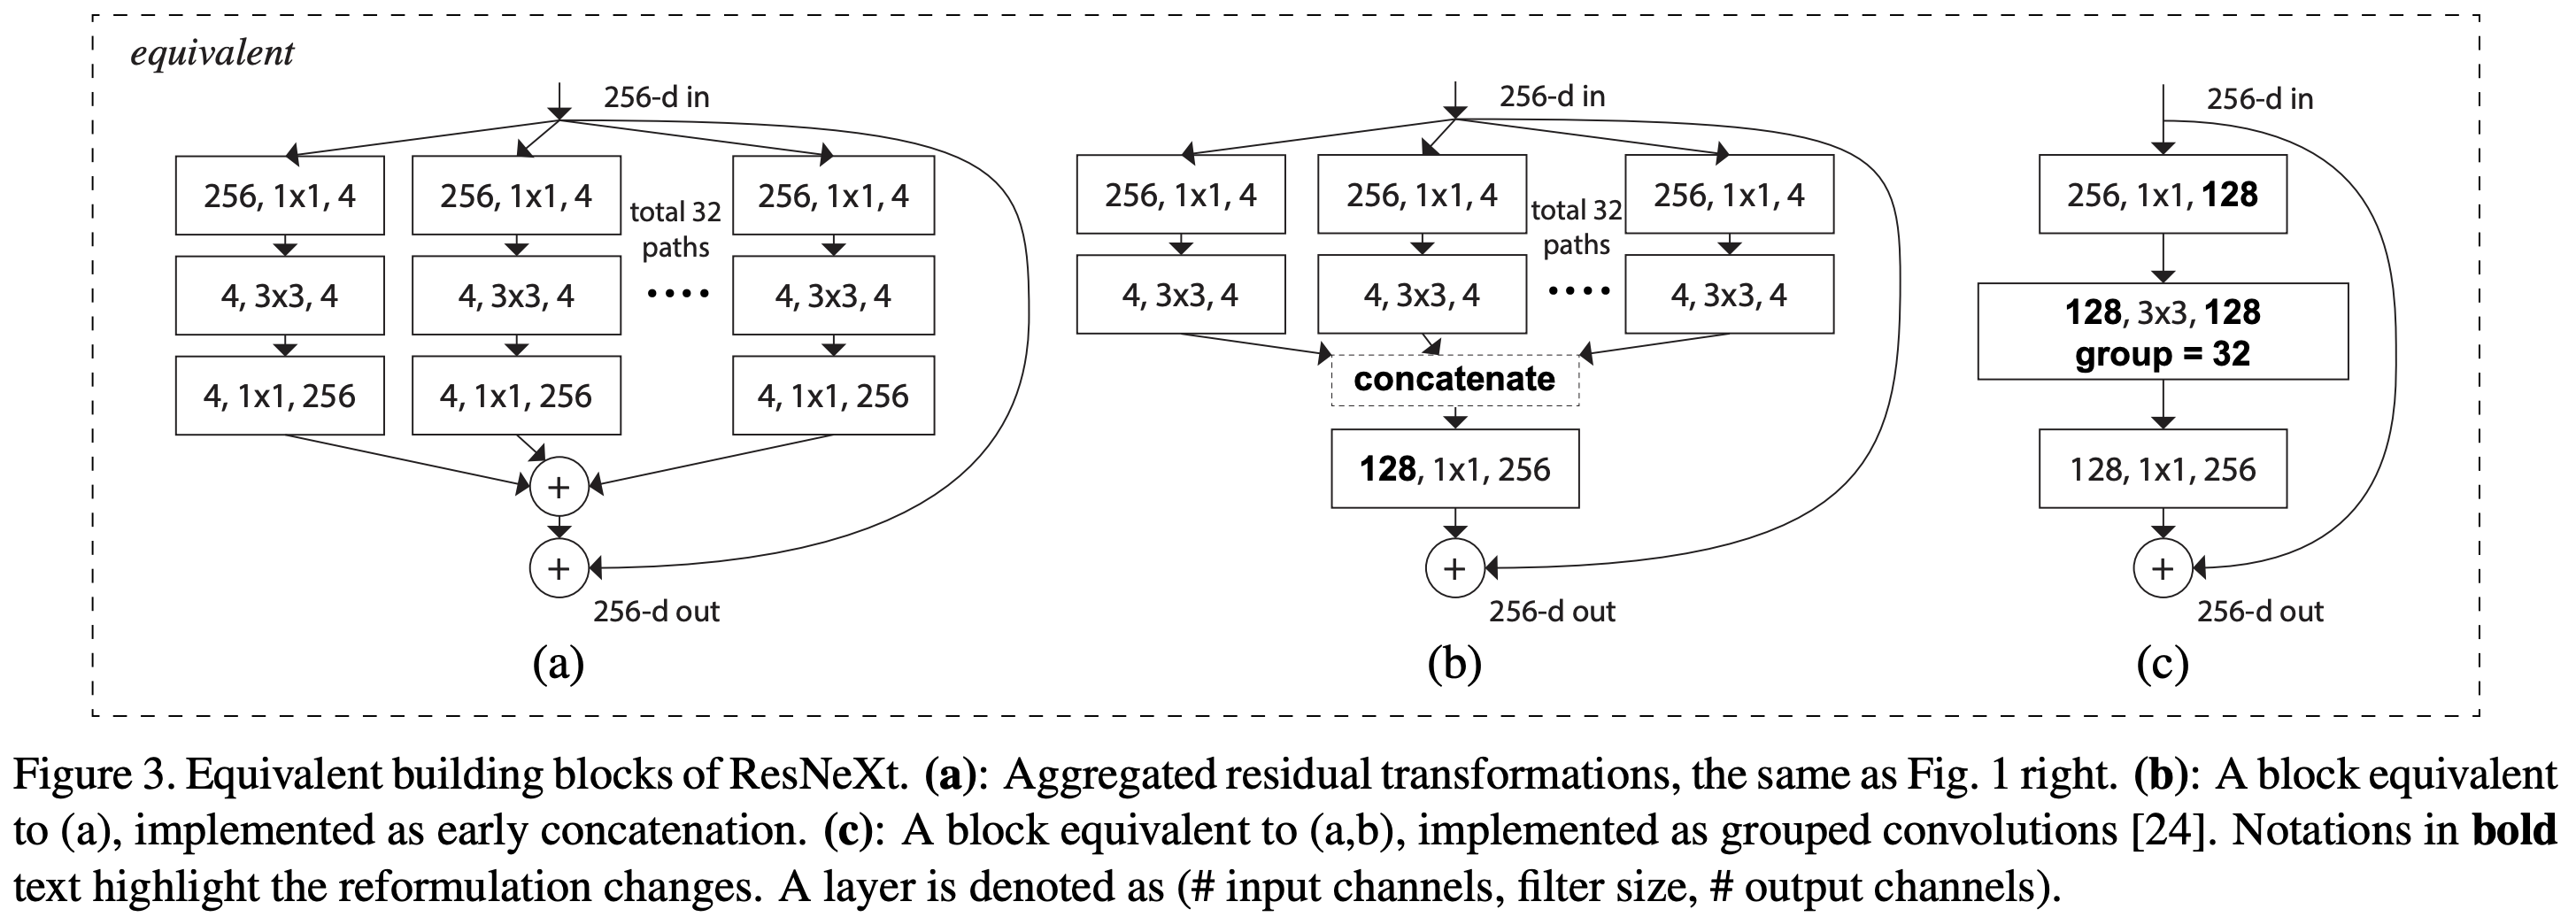 equivalent
256-d in
256, 1x1, 4
256, 1x1, 4
total 32
paths
256, 1x1, 4
4, 3x3, 4
4, 3x3, 4
....
4, 3x3, 4
4, 1x1, 256
4, 1x1, 256
4, 1x1, 256
+
+
256-d out
(a)
256-d in
256, 1x1, 4
256, 1x1, 4
total 32
paths
256, 1x1, 4
4, 3x3, 4
4, 3x3, 4
....
4, 3x3, 4
concatenate
128, 1x1, 256
+
256-d out
(b)
256-d in
256, 1x1, 128
128, 3x3, 128
group = 32
128, 1x1, 256
+
256-d out
(c)
Figure 3. Equivalent building blocks of ResNeXt. (a): Aggregated residual transformations, the same as Fig. 1 right. (b): A block equivalent
to (a), implemented as early concatenation. (c): A block equivalent to (a,b), implemented as grouped convolutions [24]. Notations in bold
text highlight the reformulation changes. A layer is denoted as (# input channels, filter size, # output channels).